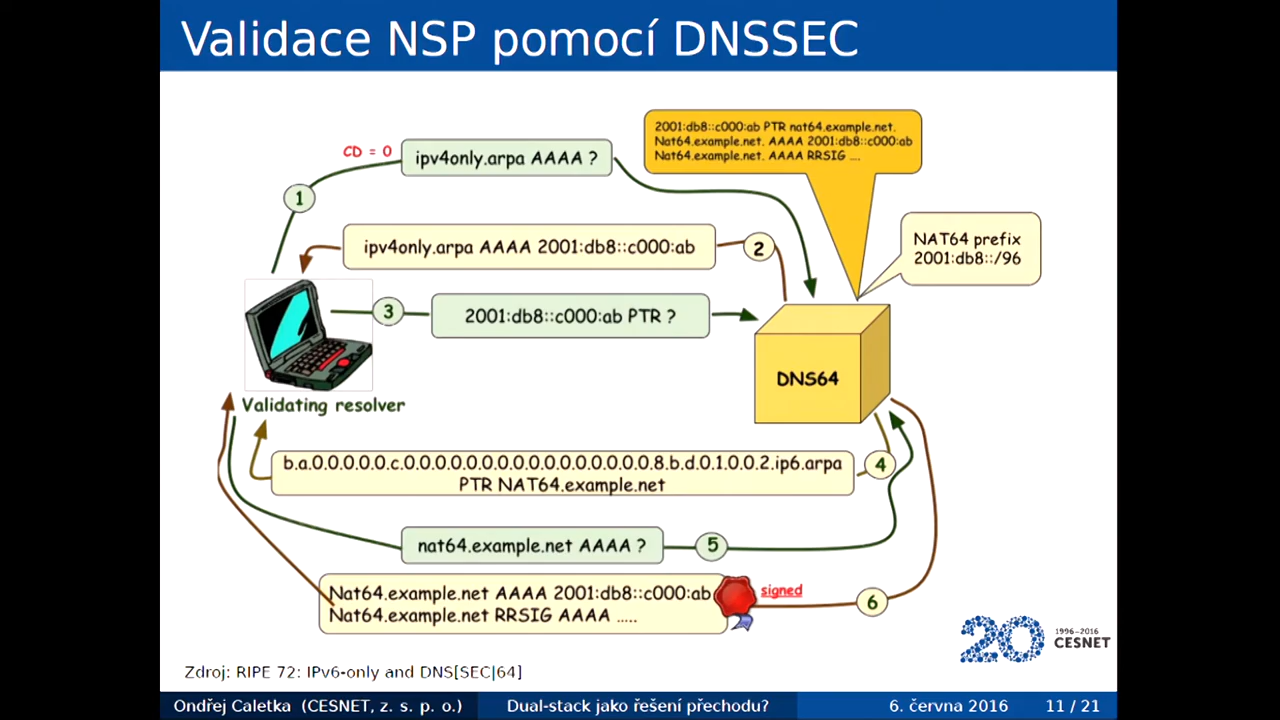 Validace NSP pomocí DNSSEC
2001:db8::c000:ab PTR nat64.example.net.
Nat64.example.net. AAAA 2001:db8::c000:ab
Nat64.example.net. AAAA RRSIG ....
CD = 0
ipv4only.arpa AAAA ?
1
ipv4only.arpa AAAA 2001:db8::c000:ab
2
NAT64 prefix
2001:db8::/96
3
2001:db8::c000:ab PTR ?
DNS64
Validating resolver
b.a.0.0.0.0.0.c.0.0.0.0.0.0.0.0.0.0.0.0.0.0.0.0.8.b.d.0.1.0.0.2.ip6.arpa
PTR NAT64.example.net
4
nat64.example.net AAAA ?
5
Nat64.example.net AAAA 2001:db8::c000:ab
Nat64.example.net RRSIG AAAA .....
signed
6
20 1996–2016
CESNET
Zdroj: RIPE 72: IPv6-only and DNS[SEC|64]
Ondřej Caletka (CESNET, z. s. p. o.) Dual-stack jako řešení přechodu? 6. června 2016 11 / 21